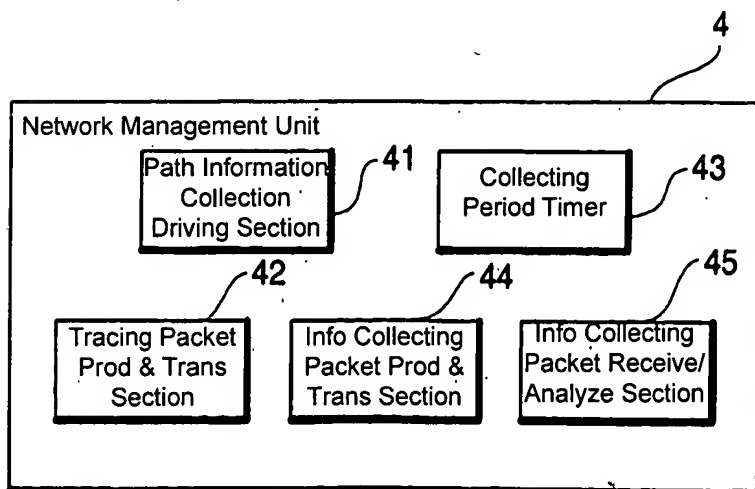 4
Network Management Unit
Path Information
Collection
Driving Section
41
Collecting
Period Timer
43
42
44
45
Tracing Packet
Prod & Trans
Section
Info Collecting
Packet Prod &
Trans Section
Info Collecting
Packet Receive/
Analyze Section